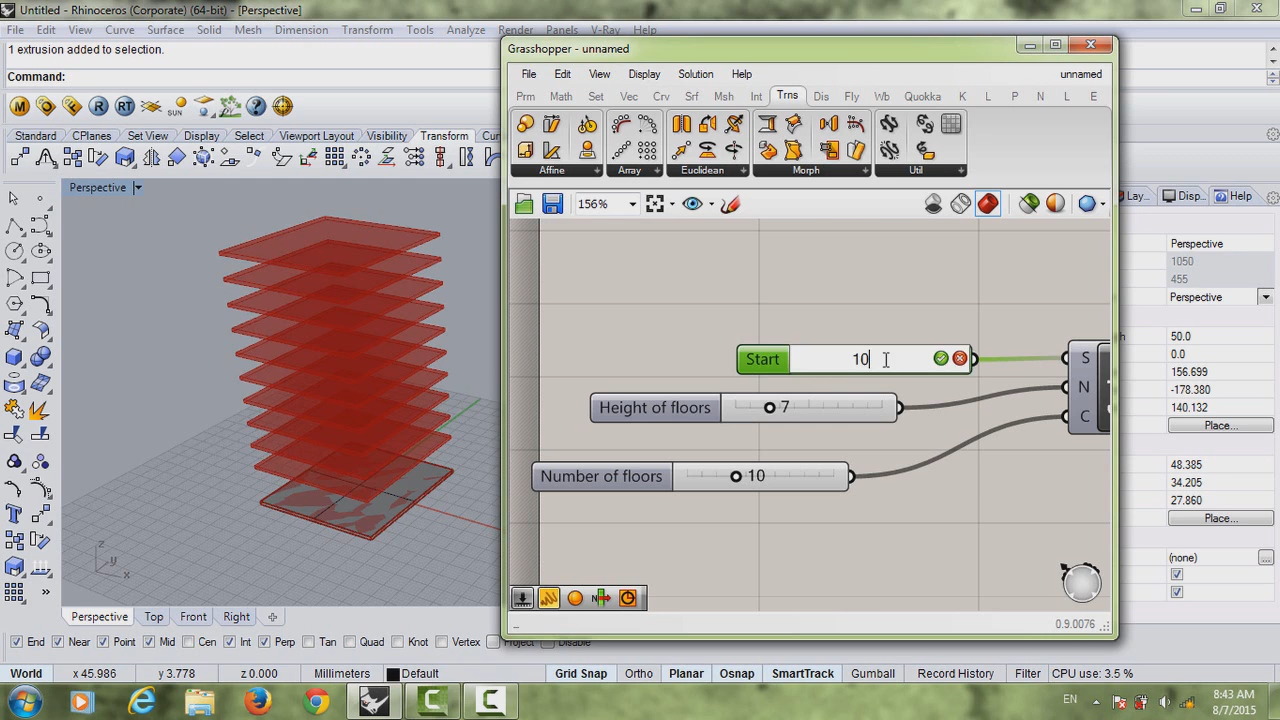 Untitled - Rhinoceros (Corporate) (64-bit) - [Perspective]
File Edit View Curve Surface Solid Mesh Dimension Transform Tools Analyze Render Panels V-Ray Help
1 extrusion added to selection.
Command:
Standard CPlanes Set View Display Select Viewport Layout Visibility Transform
Perspective
z
y
x
Perspective Top Front Right
End Near Point Mid Cen Int Perp Tan Quad Knot Vertex Project Disable
World x 45.986 y 3.778 z 0.000 Millimeters Default Grid Snap Ortho Planar Osnap SmartTrack Gumball Record History Filter CPU use: 3.5 %
Grasshopper - unnamed
File Edit View Display Solution Help unnamed
Prm Math Set Vec Crv Srf Msh Int Trns Dis Fly Wb Quokka K L P N L E
Affine Array Euclidean Morph Util
156%
Start 10
Height of floors 7
Number of floors 10
S
N
C
0.9.0076
Disp... Help
Perspective
1050
455
Perspective
50.0
0.0
156.699
-178.380
140.132
Place...
48.385
34.205
27.860
Place...
(none)
EN
8:43 AM
8/7/2015